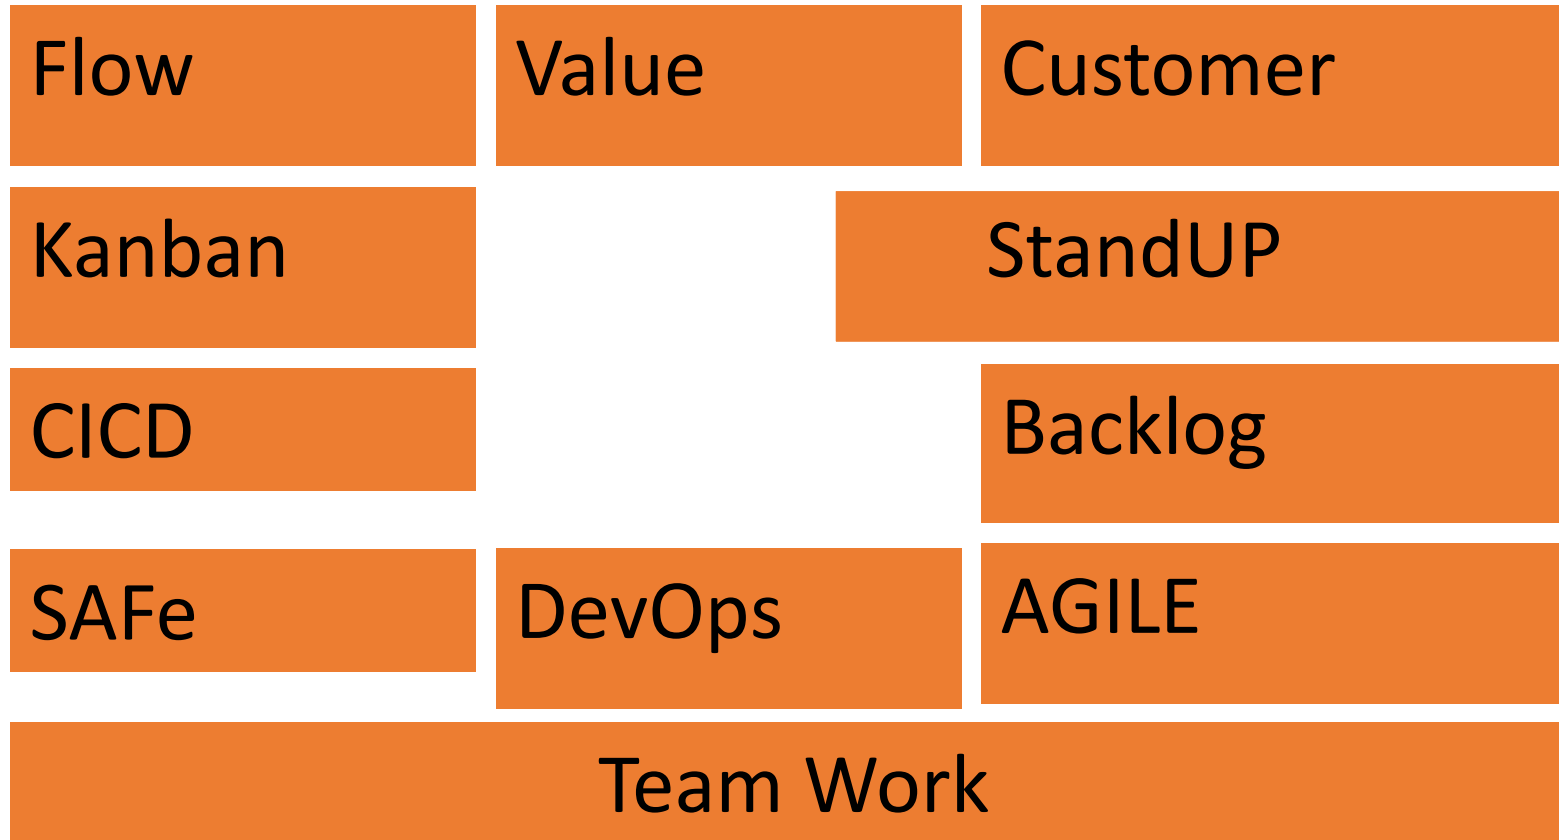 Flow
Value
Customer
Kanban
StandUP
CICD
Backlog
SAFe
DevOps
AGILE
Team Work